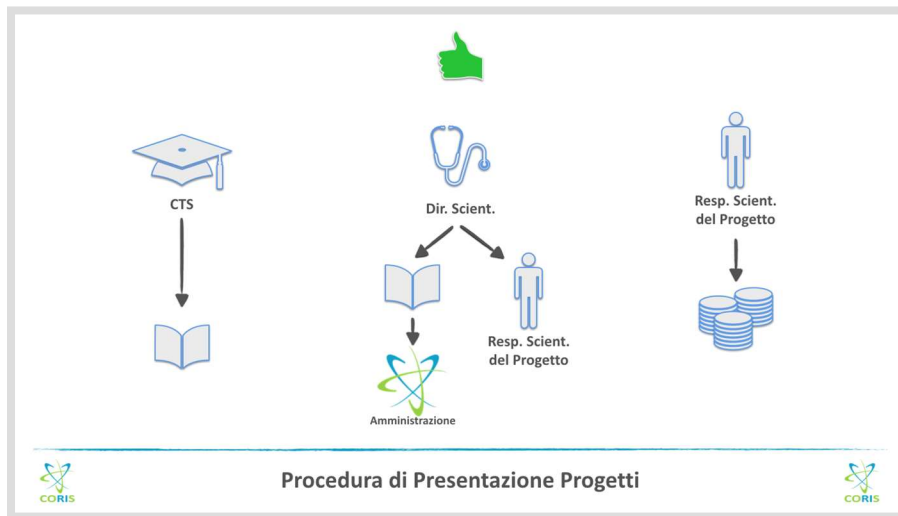 CTS
Dir. Scient.
Resp. Scient.
del Progetto
Resp. Scient.
del Progetto
Amministrazione
Procedura di Presentazione Progetti
CORIS
CORIS